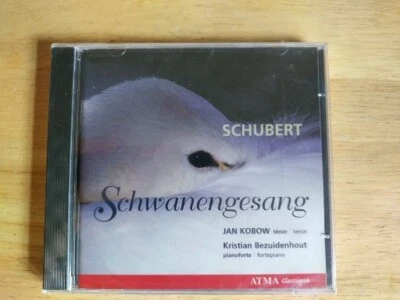 SCHUBERT
Schwanengesang
JAN KOBOW ténor | tenor
Kristian Bezuidenhout
pianoforte | fortepiano
ATMA Classique